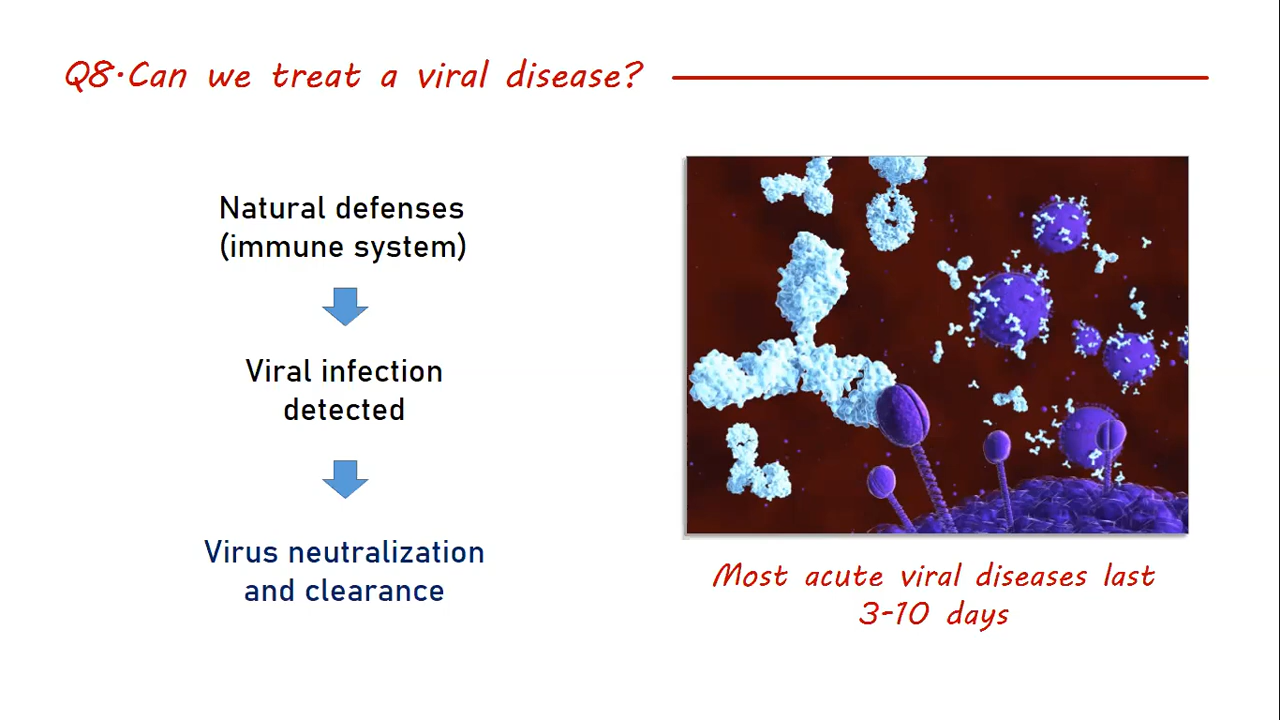 Q8·Can we treat a viral disease?
Natural defenses
(immune system)
Viral infection
detected
Virus neutralization
and clearance
Most acute viral diseases last
3-10 days